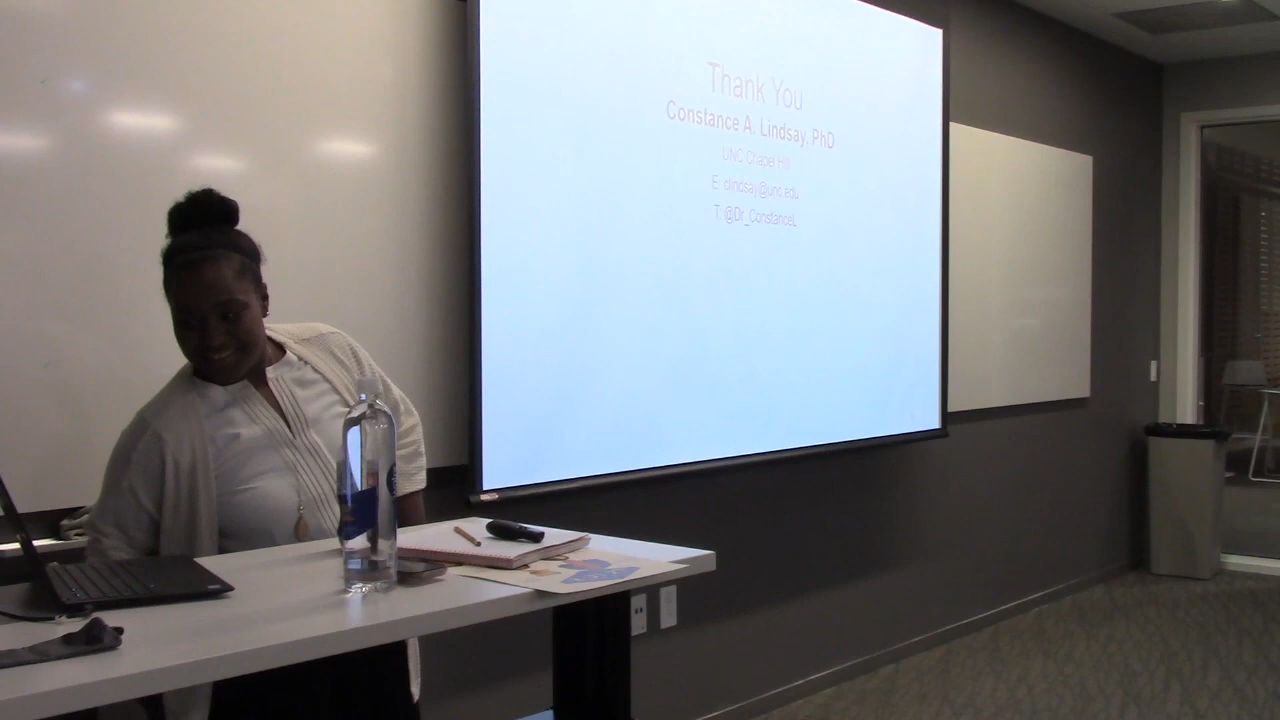 Thank You
Constance A. Lindsay, PhD
UNC Chapel Hill
E: clindsay@unc.edu
T: @Dr_ConstanceL